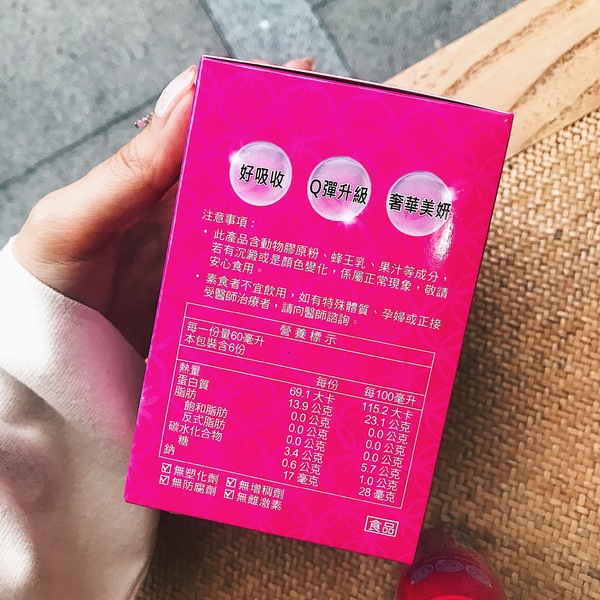 好吸收
Q彈升級
奢華美妍
注意事項：
• 此產品含動物膠原粉、蜂王乳、果汁等成分，
若有沉澱或是顏色變化，係屬正常現象，敬請
安心食用。
• 素食者不宜飲用，如有特殊體質、孕婦或正接
受醫師治療者，請向醫師諮詢。
營養標示
每一份量60毫升
本包裝含6份
每份 每100毫升
熱量 69.1 大卡 115.2 大卡
蛋白質 13.9 公克 23.1 公克
脂肪 0.0 公克 0.0 公克
飽和脂肪 0.0 公克 0.0 公克
反式脂肪 0.0 公克 0.0 公克
碳水化合物 3.4 公克 5.7 公克
糖 0.6 公克 1.0 公克
鈉 17 毫克 28 毫克
☑ 無塑化劑 ☑ 無增稠劑
☑ 無防腐劑 ☑ 無雌激素
食品